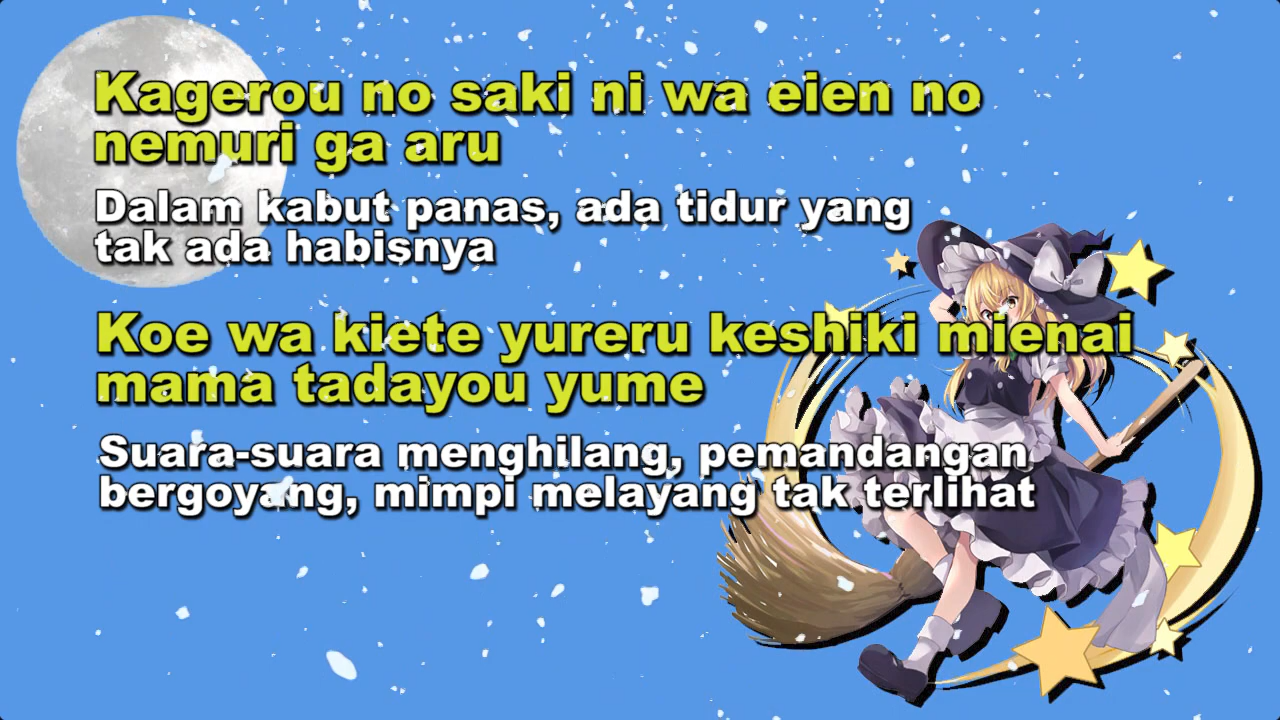 Kagerou no saki ni wa eien no
nemuri ga aru
Dalam kabut panas, ada tidur yang
tak ada habisnya
Koe wa kiete yureru keshiki mienai
mama tadayou yume
Suara-suara menghilang, pemandangan
bergoyang, mimpi melayang tak terlihat